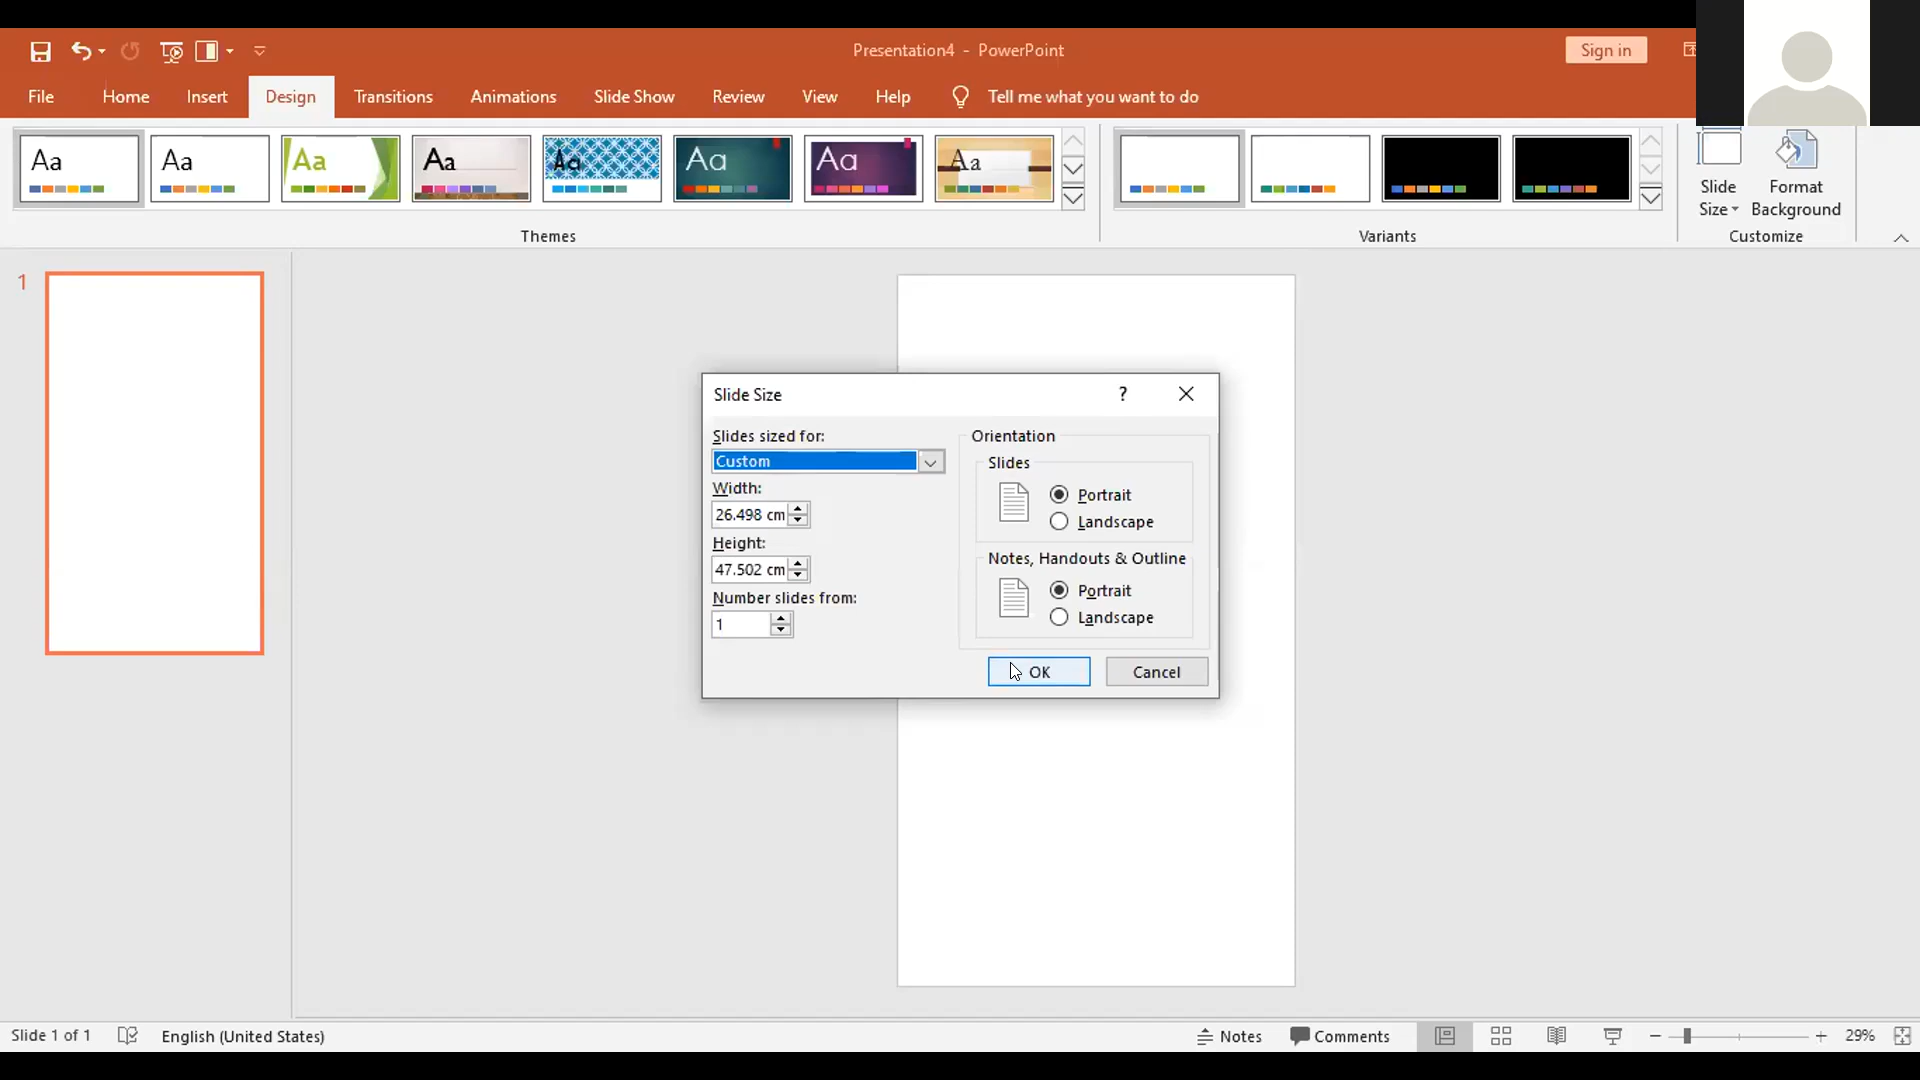 Presentation4 - PowerPoint
Sign in
File Home Insert Design Transitions Animations Slide Show Review View Help Tell me what you want to do
Aa Aa Aa Aa Aa Aa Aa Aa
Slide Size
Format Background
Themes
Variants
Customize
1
Slide Size
?
Slides sized for:
Custom
Width:
26.498 cm
Height:
47.502 cm
Number slides from:
1
Orientation
Slides
Portrait
Landscape
Notes, Handouts & Outline
Portrait
Landscape
OK
Cancel
Slide 1 of 1
English (United States)
Notes
Comments
29%